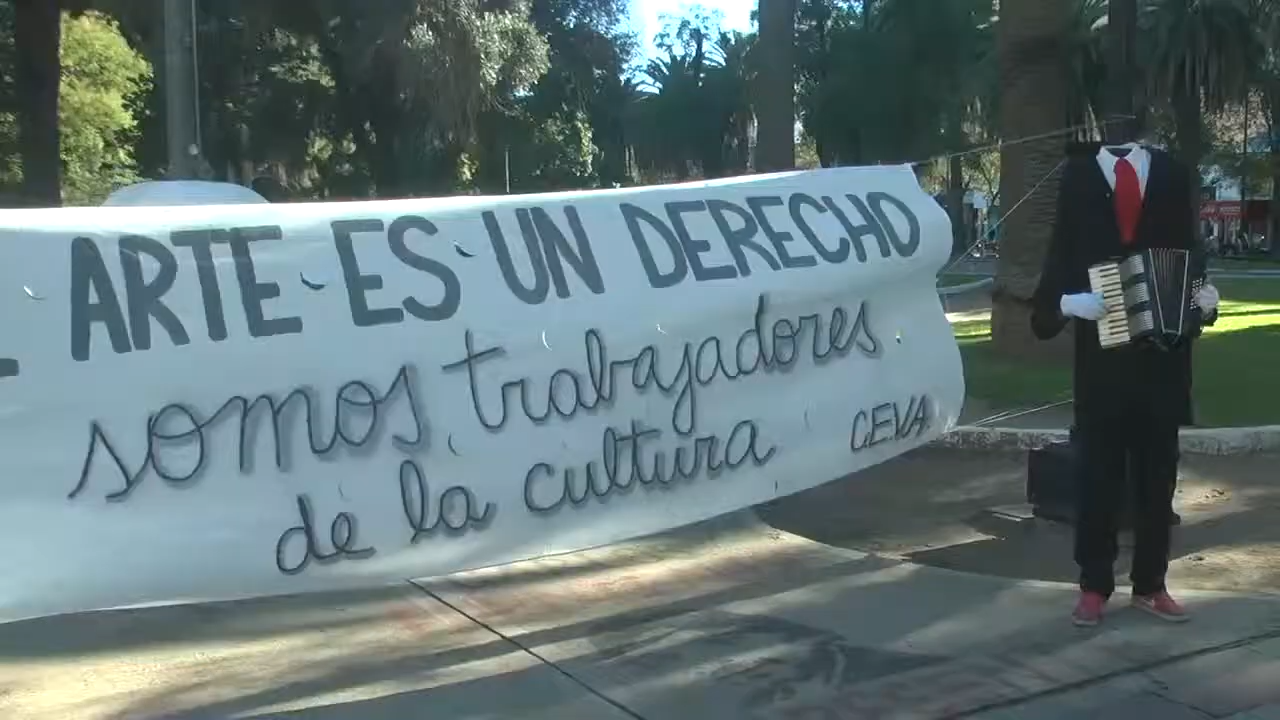 ARTE ES UN DERECHO
somos trabajadores
de la cultura
CEVA